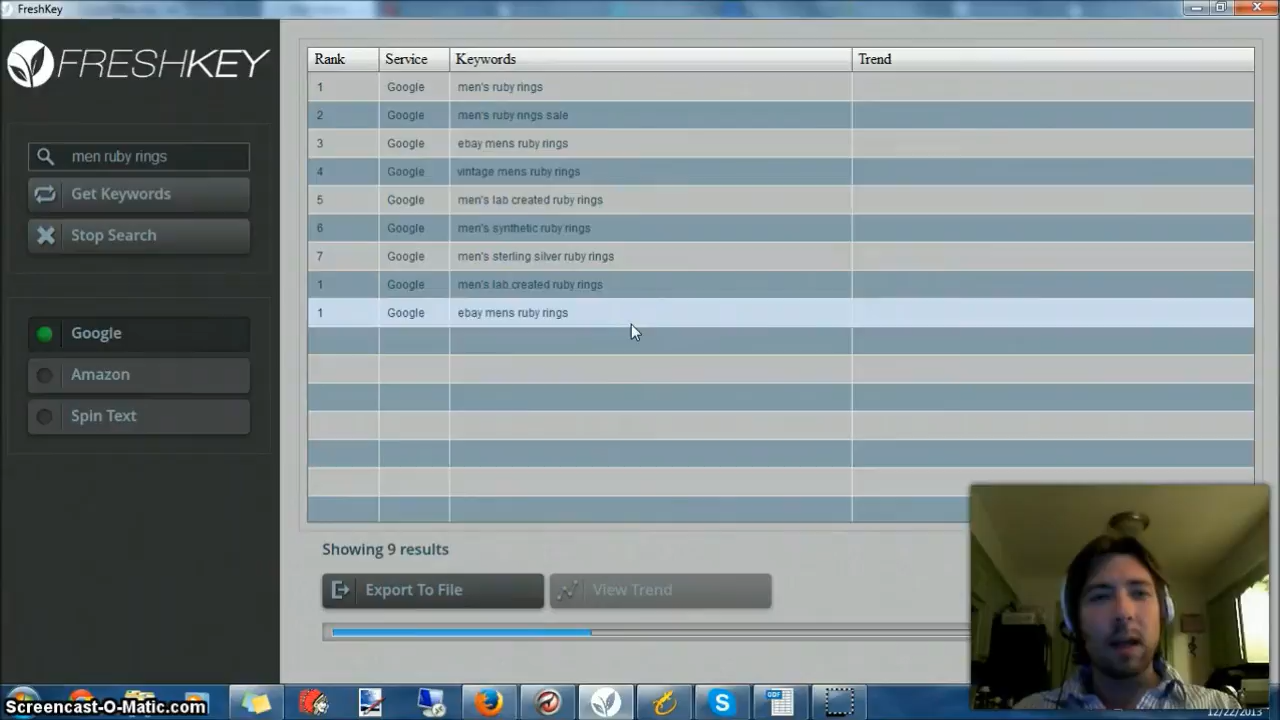 FreshKey
FRESHKEY
men ruby rings
Get Keywords
Stop Search
Google
Amazon
Spin Text
Rank Service Keywords Trend
1 Google men's ruby rings
2 Google men's ruby rings sale
3 Google ebay mens ruby rings
4 Google vintage mens ruby rings
5 Google men's lab created ruby rings
6 Google men's synthetic ruby rings
7 Google men's sterling silver ruby rings
1 Google men's lab created ruby rings
1 Google ebay mens ruby rings
Showing 9 results
Export To File View Trend
Screencast-O-Matic.com
ODF
12/22/2013